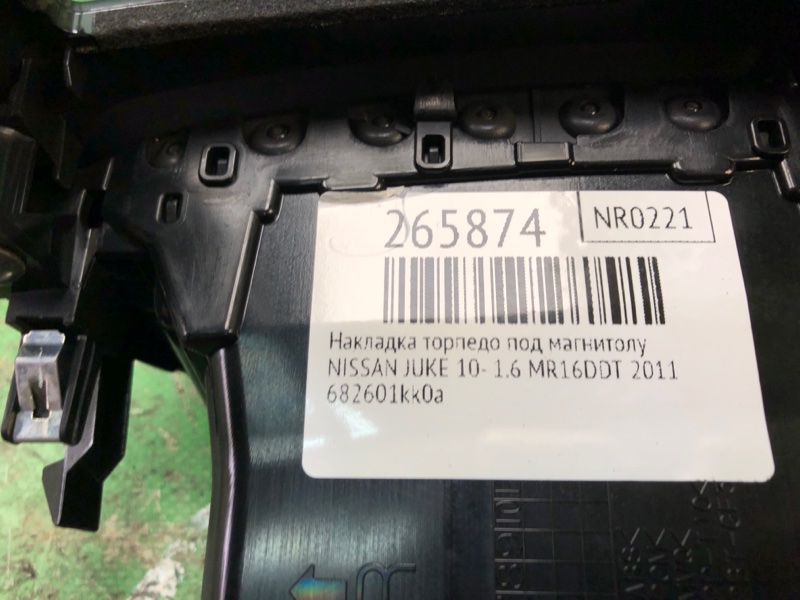 265874
NR0221
Накладка торпедо под магнитолу
NISSAN JUKE 10- 1.6 MR16DDT 2011
682601kk0a
R